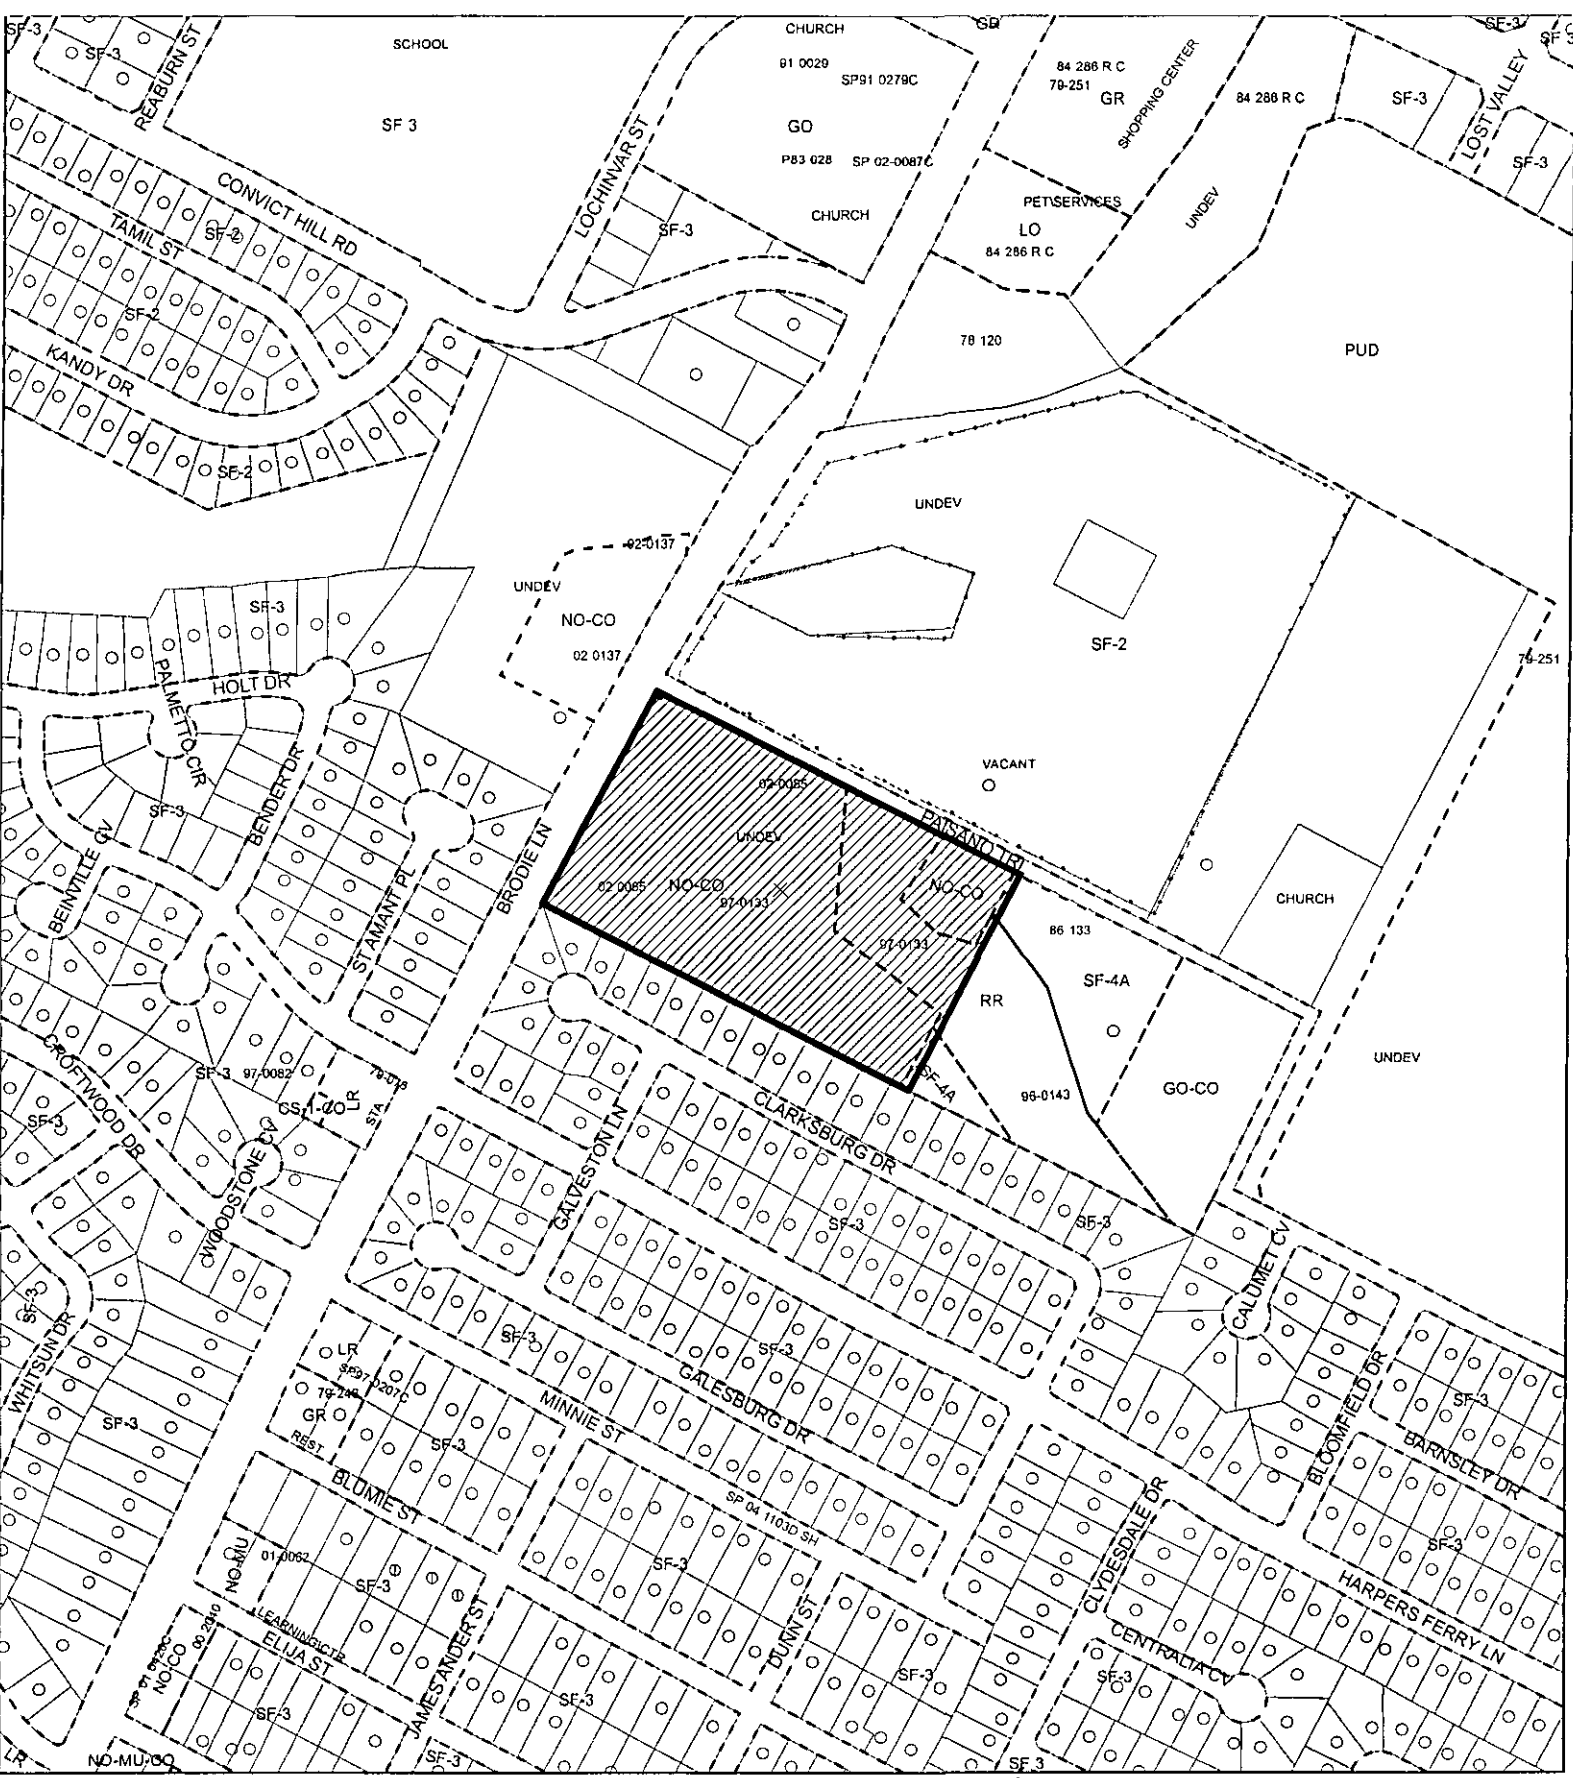 SF-3
SF-3
REABURN ST
SCHOOL
SF 3
CHURCH
91 0029
SP91 0279C
GO
P83 028
SP 02-0087C
CHURCH
LOCHINVAR ST
SF-3
84 286 R C
79-251
GR
SHOPPING CENTER
84 286 R C
SF-3
SF-3
SF 3
LOST VALLEY
SF-3
PET SERVICES
LO
84 286 R C
UNDEV
78 120
PUD
CONVICT HILL RD
SF-2
TAMIL ST
SF-2
KANDY DR
SF-2
UNDEV
92-0137
UNDEV
NO-CO
02 0137
SF-2
79-251
SF-3
HOLT DR
PALMETTO CIR
SF-3
BENDER DR
BEINVILLE CV
ST AMANT PL
BRODIE LN
VACANT
02-0085
UNDEV
PAISANO TRL
02 0085
NO-CO
97-0133
NO-CO
97-0133
CHURCH
86 133
SF-4A
RR
UNDEV
GO-CO
96-0143
SF-4A
CROFTWOOD DR
SF-3
97-0082
SF-3
CS-1-CO
LR
79-078
STA
WOODSTONE CV
GALVESTON LN
CLARKSBURG DR
SF-3
SF-3
CALUMET CV
SF-3
WHITSUN DR
SF-3
LR
SP97-0207C
79-248
GR
REST
SF-3
SF-3
MINNIE ST
GALESBURG DR
SF-3
BLOOMFIELD DR
SF-3
BARNSLEY DR
SF-3
BLUMIE ST
SP 04 1103D SH
SF-3
CLYDESDALE DR
HARPERS FERRY LN
NO-MU
01-0062
SF-3
LEARNING CTR
ELIJA ST
JAMES ANDER ST
DUNN ST
SF-3
CENTRALIA CV
SF-3
NO-CO
00 2040
SF-3
SF-3
LR
NO-MU-CO
SF-3
SF 3